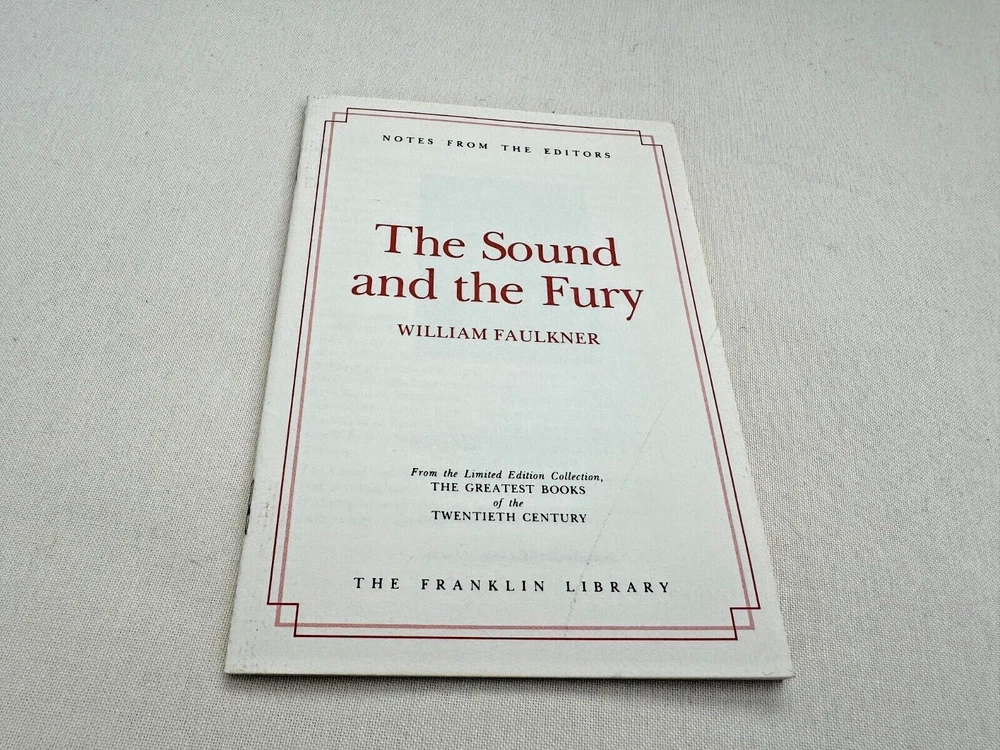 NOTES FROM THE EDITORS
The Sound
and the Fury
WILLIAM FAULKNER
From the Limited Edition Collection,
THE GREATEST BOOKS
of the
TWENTIETH CENTURY
THE FRANKLIN LIBRARY